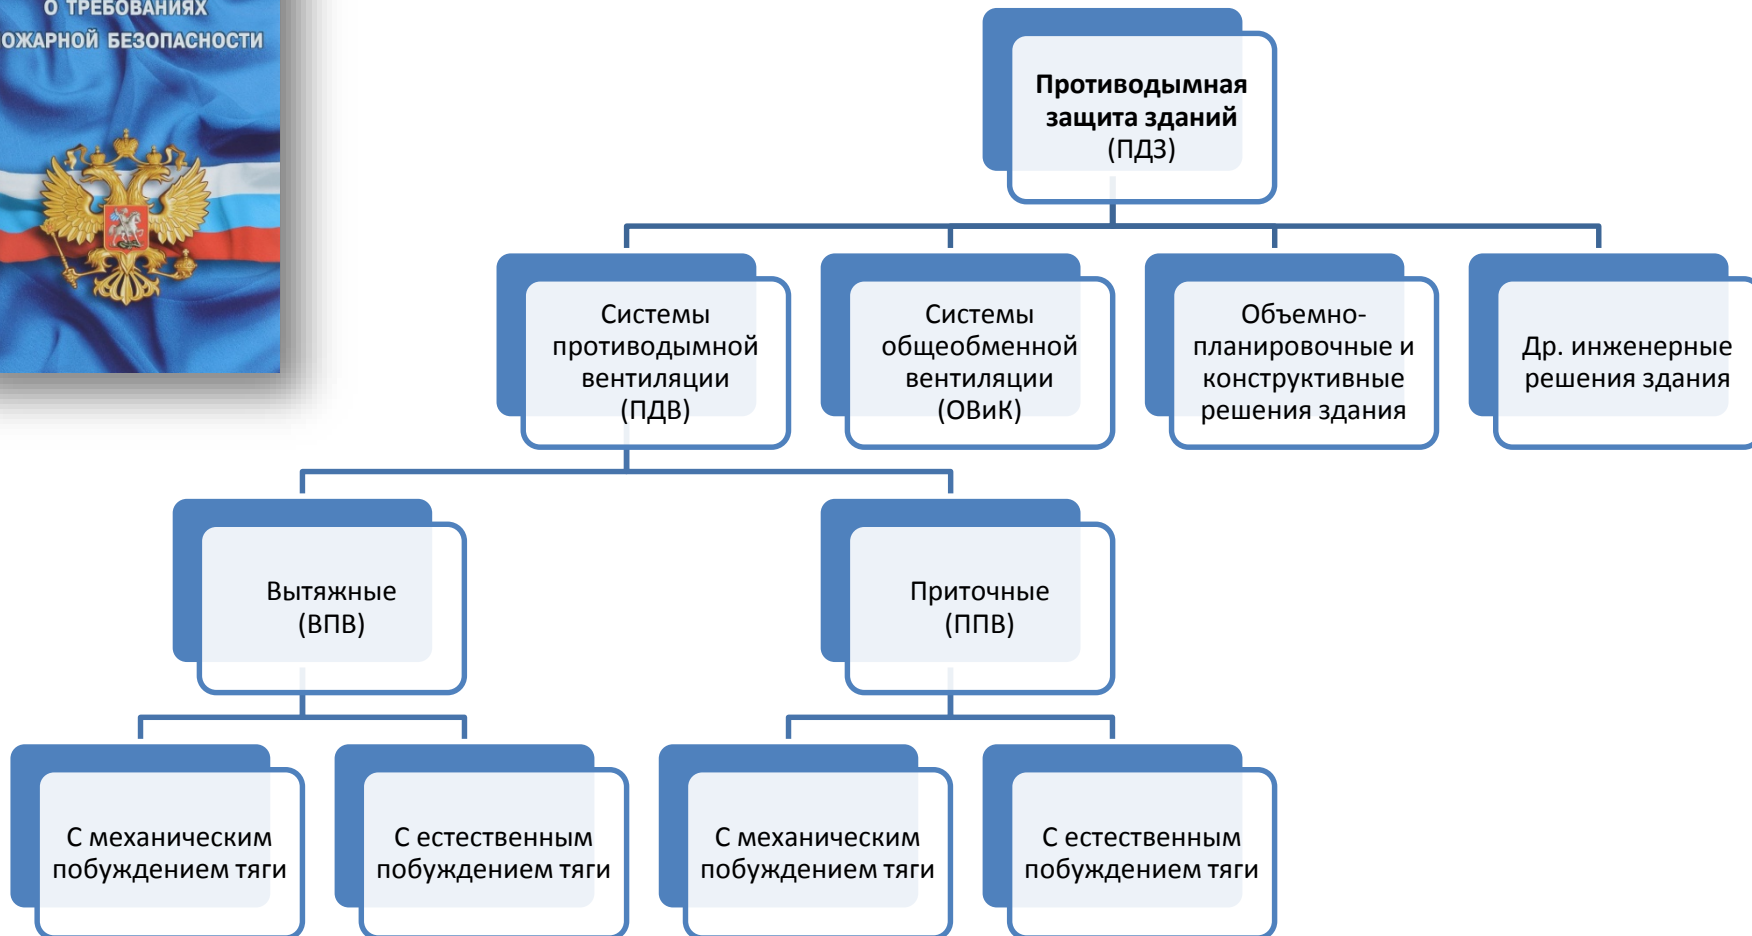 О ТРЕБОВАНИЯХ
ОЖАРНОЙ БЕЗОПАСНОСТИ
Противодымная
защита зданий
(ПДЗ)
Системы
противодымной
вентиляции
(ПДВ)
Системы
общеобменной
вентиляции
(ОВиК)
Объемно-
планировочные и
конструктивные
решения здания
Др. инженерные
решения здания
Вытяжные
(ВПВ)
Приточные
(ППВ)
С механическим
побуждением тяги
С естественным
побуждением тяги
С механическим
побуждением тяги
С естественным
побуждением тяги